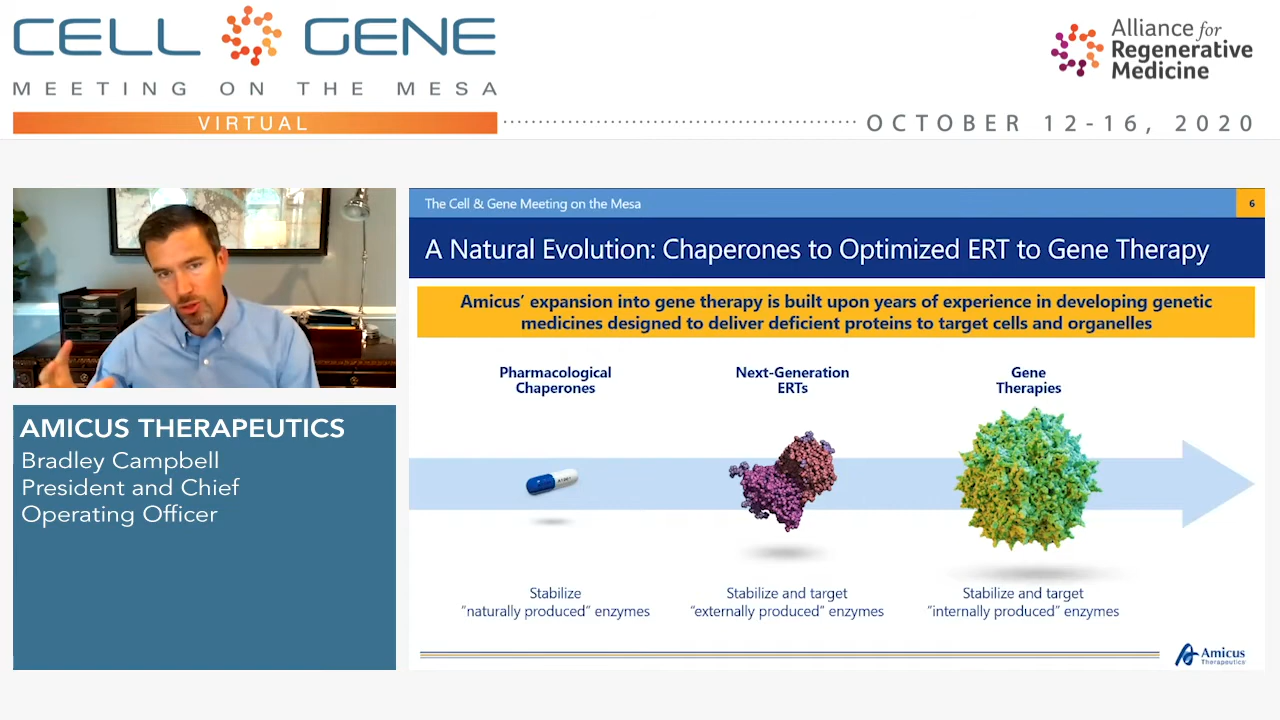 CELL GENE
MEETING ON THE MESA
VIRTUAL
Alliance for
Regenerative
Medicine
OCTOBER 12-16, 2020
AMICUS THERAPEUTICS
Bradley Campbell
President and Chief
Operating Officer
The Cell & Gene Meeting on the Mesa
6
A Natural Evolution: Chaperones to Optimized ERT to Gene Therapy
Amicus' expansion into gene therapy is built upon years of experience in developing genetic
medicines designed to deliver deficient proteins to target cells and organelles
Pharmacological
Chaperones
Next-Generation
ERTs
Gene
Therapies
Stabilize
"naturally produced" enzymes
Stabilize and target
"externally produced" enzymes
Stabilize and target
"internally produced" enzymes
Amicus
Therapeutics